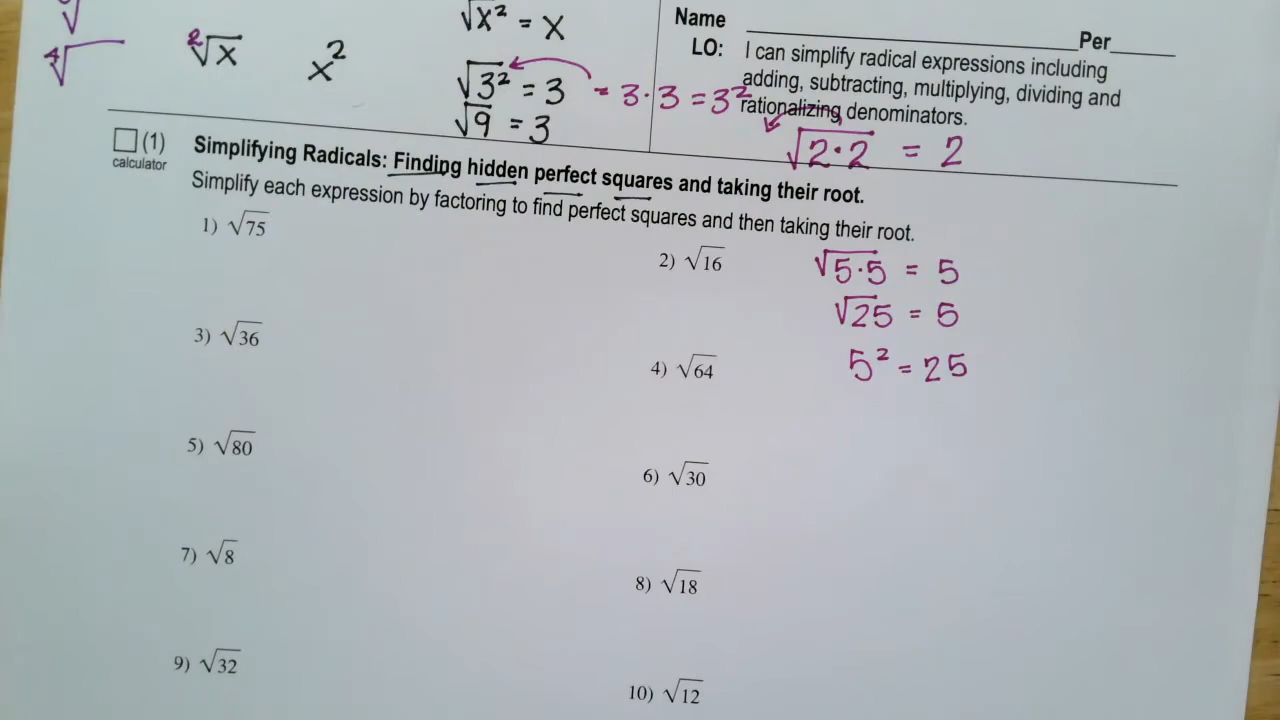 √
⁴√
²√x
x²
√x² = x
√3² = 3 = 3·3 = 3²
√9 = 3
Name ____ Per ____
LO: I can simplify radical expressions including
adding, subtracting, multiplying, dividing and
rationalizing denominators.
√2·2 = 2
(1)
calculator
Simplifying Radicals: Finding hidden perfect squares and taking their root.
Simplify each expression by factoring to find perfect squares and then taking their root.
1) √75
2) √16
√5·5 = 5
√25 = 5
5² = 25
3) √36
4) √64
5) √80
6) √30
7) √8
8) √18
9) √32
10) √12